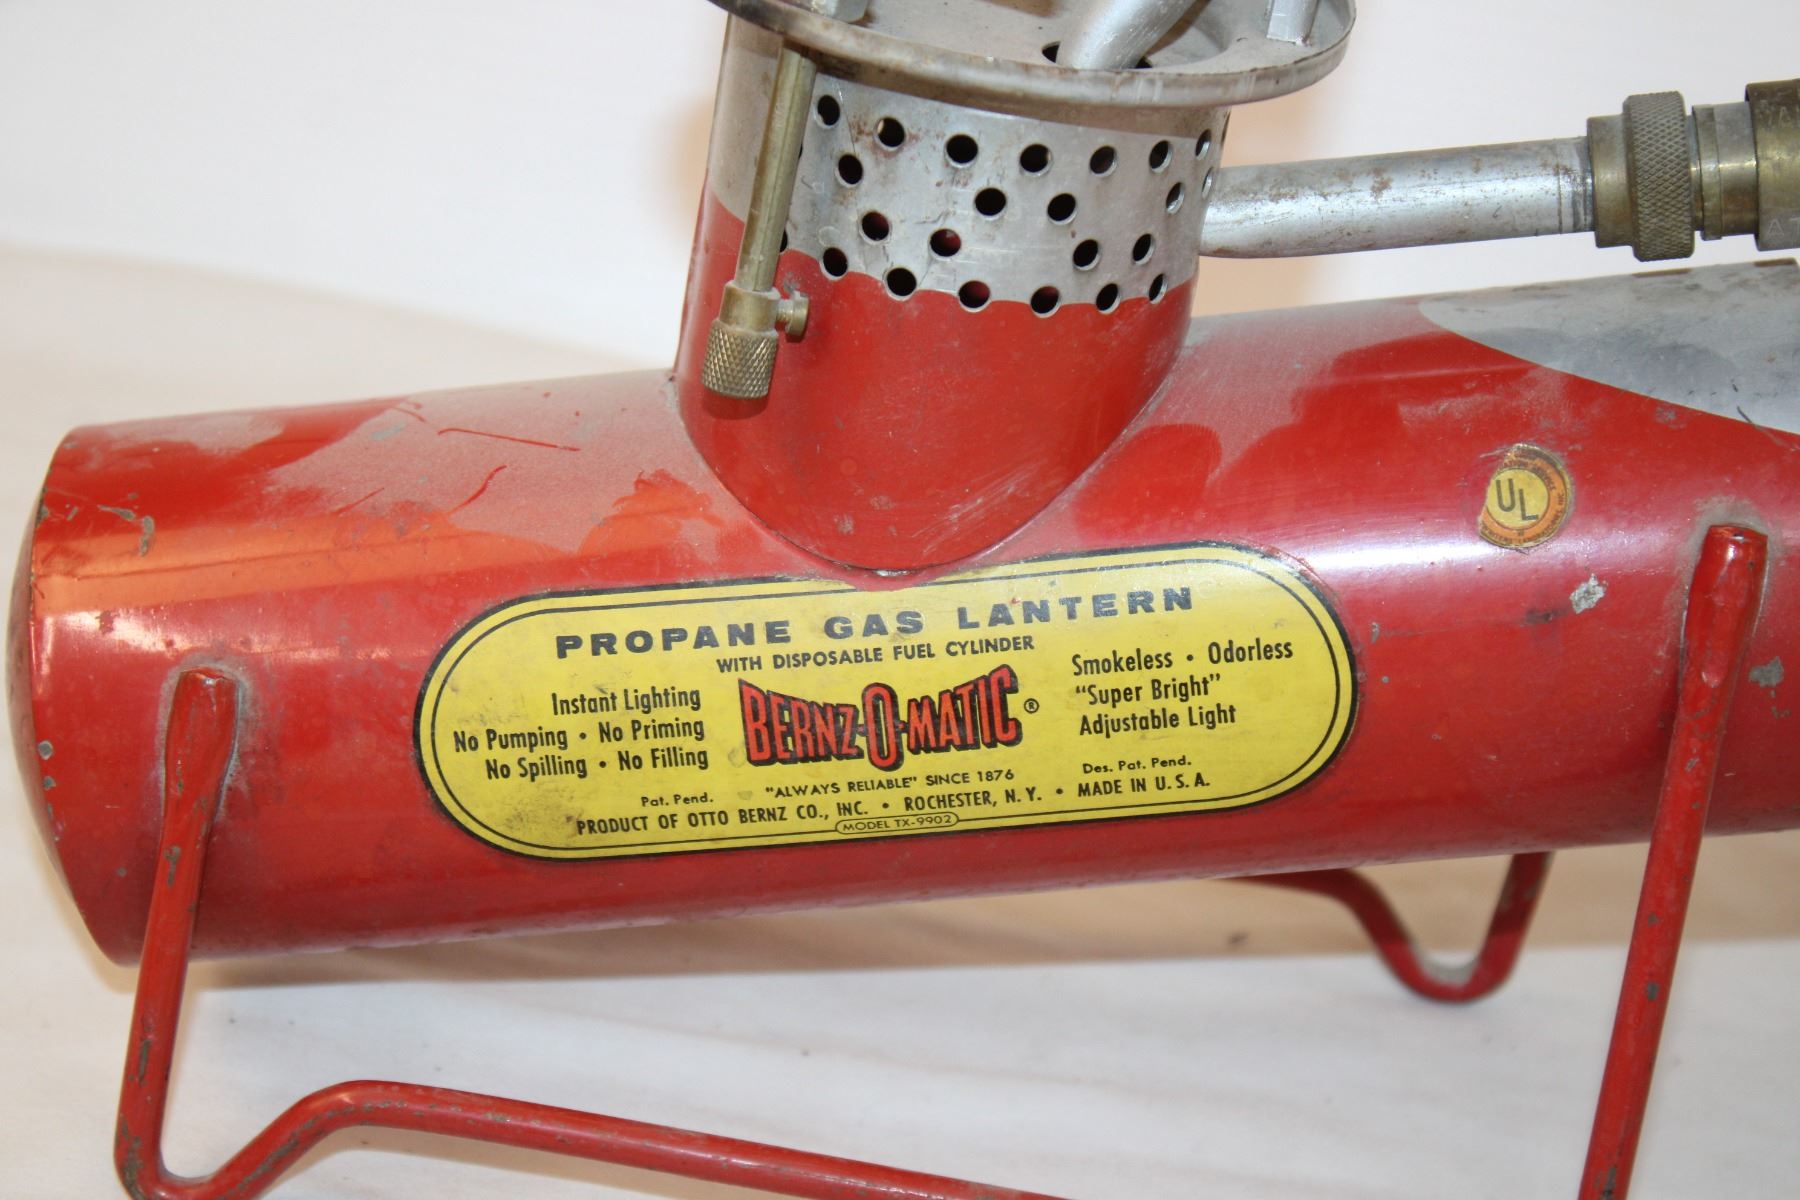 PROPANE GAS LANTERN
WITH DISPOSABLE FUEL CYLINDER
Instant Lighting
No Pumping • No Priming
No Spilling • No Filling
BERNZ-O-MATIC®
Smokeless • Odorless
"Super Bright"
Adjustable Light
"ALWAYS RELIABLE" SINCE 1876
Pat. Pend.
Des. Pat. Pend.
PRODUCT OF OTTO BERNZ CO., INC. • ROCHESTER, N. Y. • MADE IN U. S. A.
MODEL TX-9902
UL